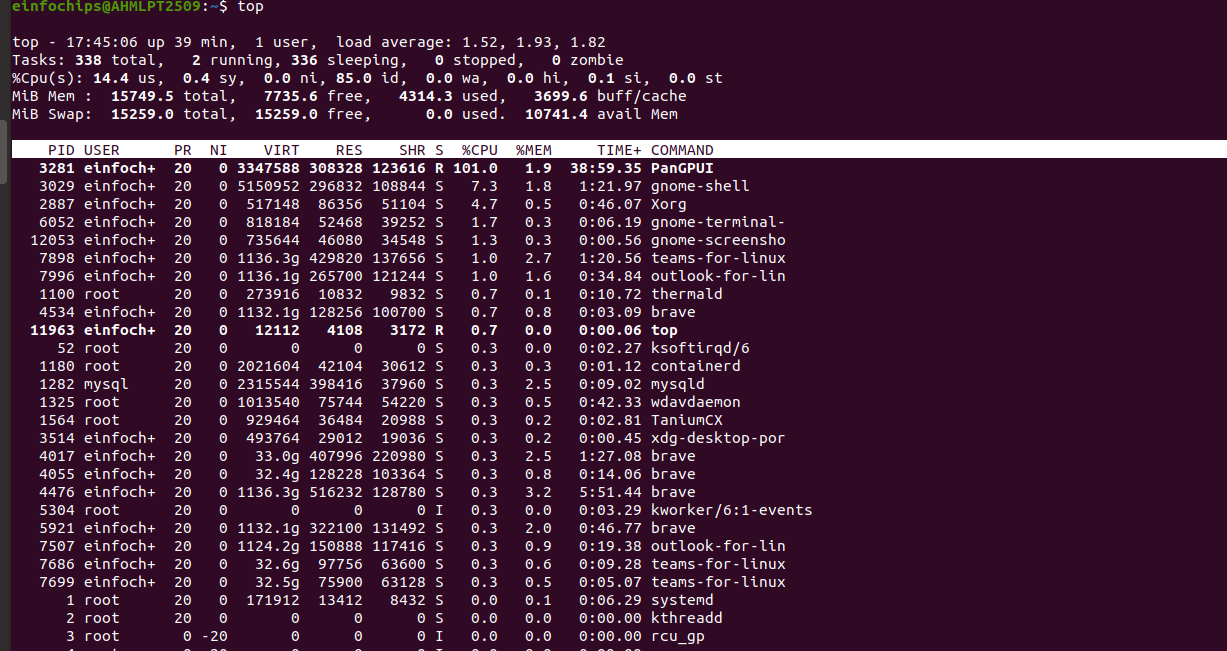 einfochips@AHMLPT2509:~$ top
top - 17:45:06 up 39 min,  1 user,  load average: 1.52, 1.93, 1.82
Tasks: 338 total,   2 running, 336 sleeping,   0 stopped,   0 zombie
%Cpu(s): 14.4 us,  0.4 sy,  0.0 ni, 85.0 id,  0.0 wa,  0.0 hi,  0.1 si,  0.0 st
MiB Mem :  15749.5 total,   7735.6 free,   4314.3 used,   3699.6 buff/cache
MiB Swap:  15259.0 total,  15259.0 free,      0.0 used.  10741.4 avail Mem
PID USER      PR  NI    VIRT    RES    SHR S  %CPU  %MEM     TIME+ COMMAND
3281 einfoch+  20   0 3347588 308328 123616 R 101.0   1.9  38:59.35 PanGPUI
3029 einfoch+  20   0 5150952 296832 108844 S   7.3   1.8   1:21.97 gnome-shell
2887 einfoch+  20   0  517148  86356  51104 S   4.7   0.5   0:46.07 Xorg
6052 einfoch+  20   0  818184  52468  39252 S   1.7   0.3   0:06.19 gnome-terminal-
12053 einfoch+  20   0  735644  46080  34548 S   1.3   0.3   0:00.56 gnome-screensho
7898 einfoch+  20   0 1136.3g 429820 137656 S   1.0   2.7   1:20.56 teams-for-linux
7996 einfoch+  20   0 1136.1g 265700 121244 S   1.0   1.6   0:34.84 outlook-for-lin
1100 root      20   0  273916  10832   9832 S   0.7   0.1   0:10.72 thermald
4534 einfoch+  20   0 1132.1g 128256 100700 S   0.7   0.8   0:03.09 brave
11963 einfoch+  20   0   12112   4108   3172 R   0.7   0.0   0:00.06 top
52 root      20   0       0      0      0 S   0.3   0.0   0:02.27 ksoftirqd/6
1180 root      20   0 2021604  42104  30612 S   0.3   0.3   0:01.12 containerd
1282 mysql     20   0 2315544 398416  37960 S   0.3   2.5   0:09.02 mysqld
1325 root      20   0 1013540  75744  54220 S   0.3   0.5   0:42.33 wdavdaemon
1564 root      20   0  929464  36484  20988 S   0.3   0.2   0:02.81 TaniumCX
3514 einfoch+  20   0  493764  29012  19036 S   0.3   0.2   0:00.45 xdg-desktop-por
4017 einfoch+  20   0   33.0g 407996 220980 S   0.3   2.5   1:27.08 brave
4055 einfoch+  20   0   32.4g 128228 103364 S   0.3   0.8   0:14.06 brave
4476 einfoch+  20   0 1136.3g 516232 128780 S   0.3   3.2   5:51.44 brave
5304 root      20   0       0      0      0 I   0.3   0.0   0:03.29 kworker/6:1-events
5921 einfoch+  20   0 1132.1g 322100 131492 S   0.3   2.0   0:46.77 brave
7507 einfoch+  20   0 1124.2g 150888 117416 S   0.3   0.9   0:19.38 outlook-for-lin
7686 einfoch+  20   0   32.6g  97756  63600 S   0.3   0.6   0:09.28 teams-for-linux
7699 einfoch+  20   0   32.5g  75900  63128 S   0.3   0.5   0:05.07 teams-for-linux
1 root      20   0  171912  13412   8432 S   0.0   0.1   0:06.29 systemd
2 root      20   0       0      0      0 S   0.0   0.0   0:00.00 kthreadd
3 root       0 -20       0      0      0 I   0.0   0.0   0:00.00 rcu_gp